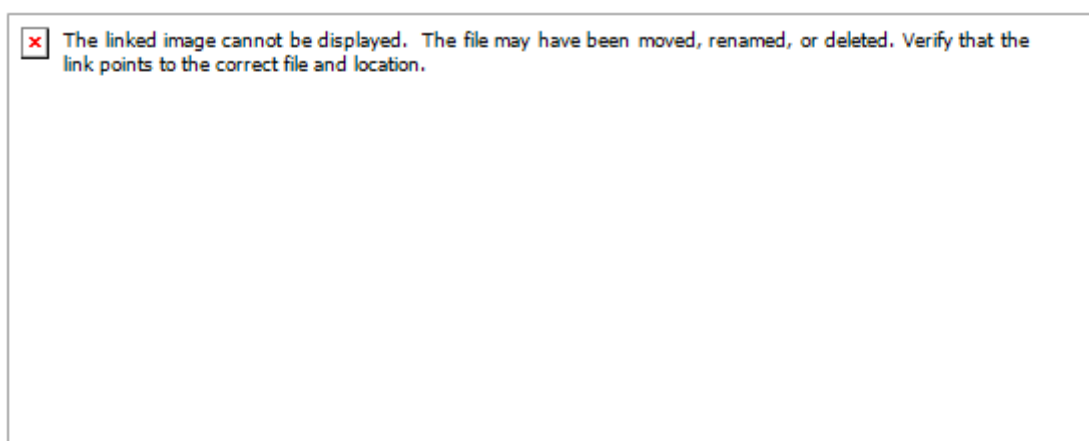 The linked image cannot be displayed.  The file may have been moved, renamed, or deleted. Verify that the
link points to the correct file and location.